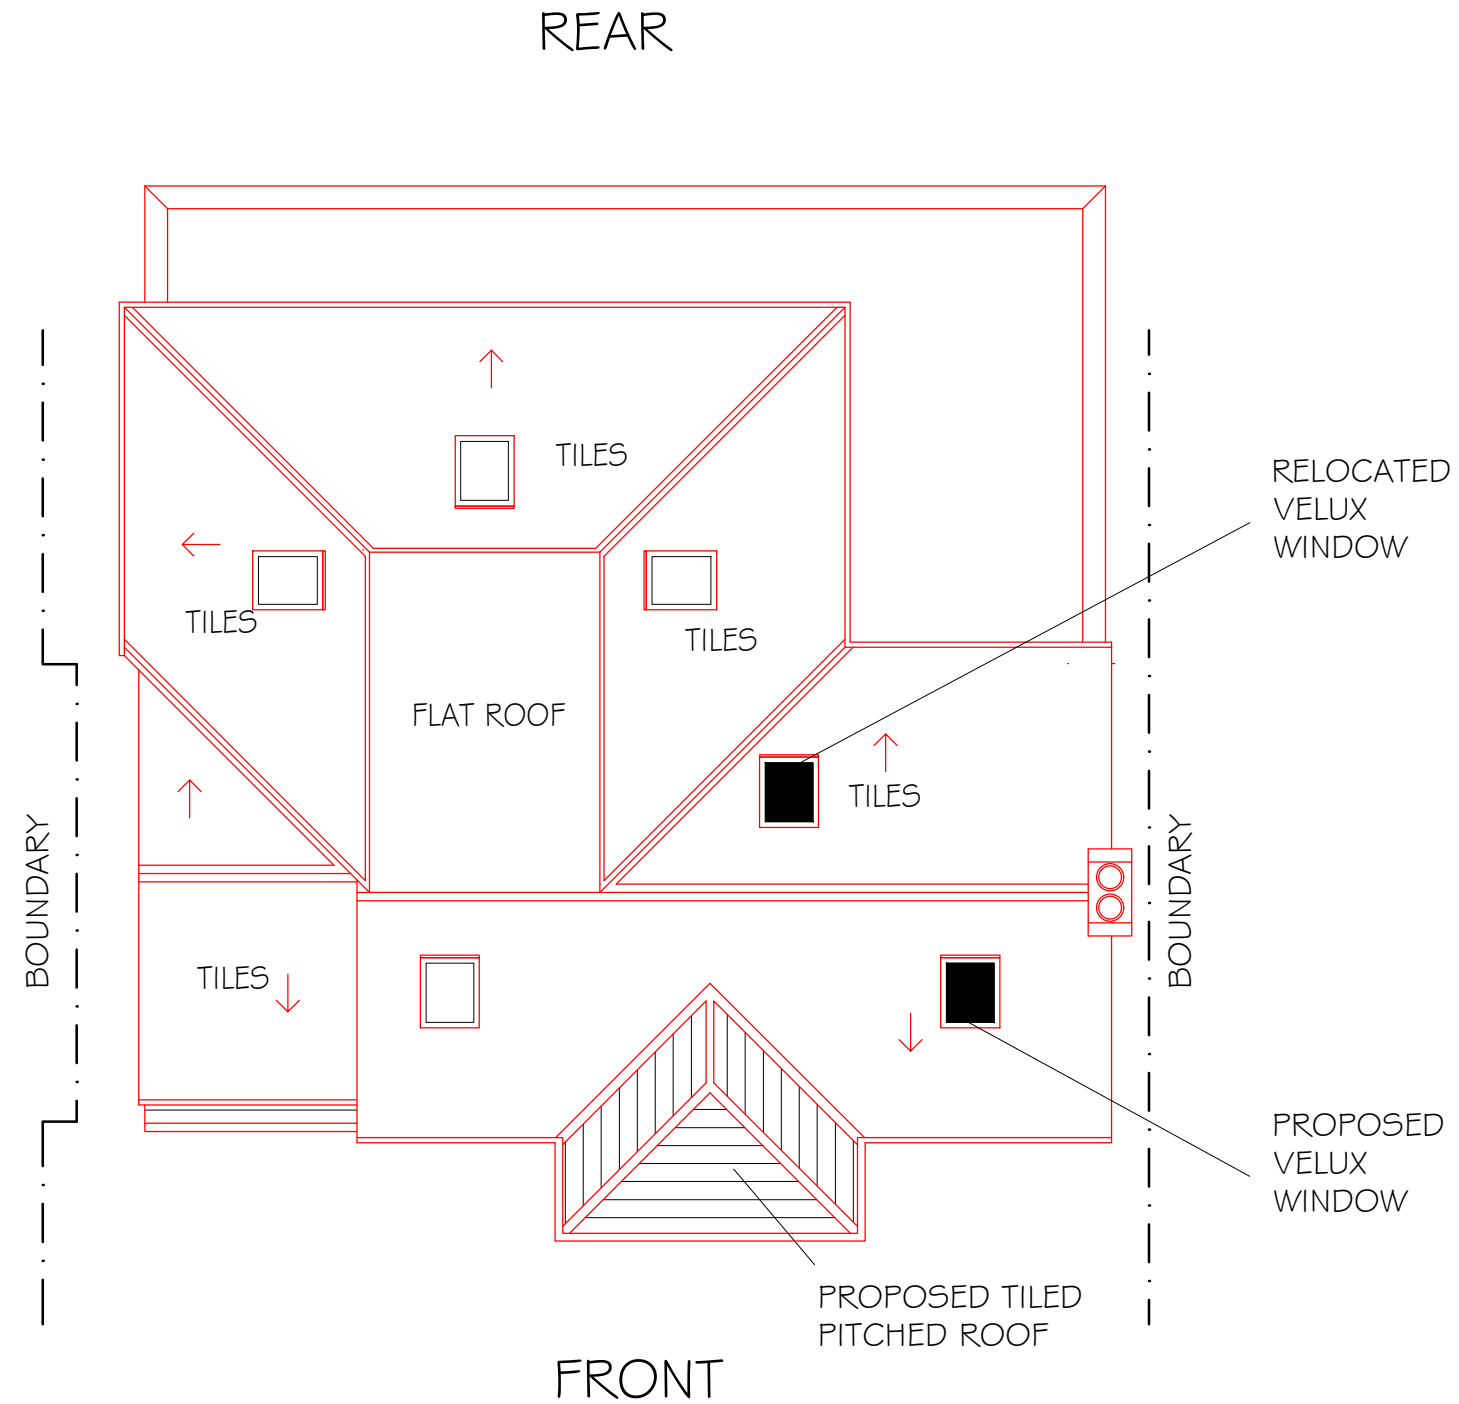 REAR
TILES
RELOCATED
VELUX
WINDOW
TILES
TILES
FLAT ROOF
TILES
BOUNDARY
BOUNDARY
TILES
PROPOSED
VELUX
WINDOW
PROPOSED TILED
PITCHED ROOF
FRONT